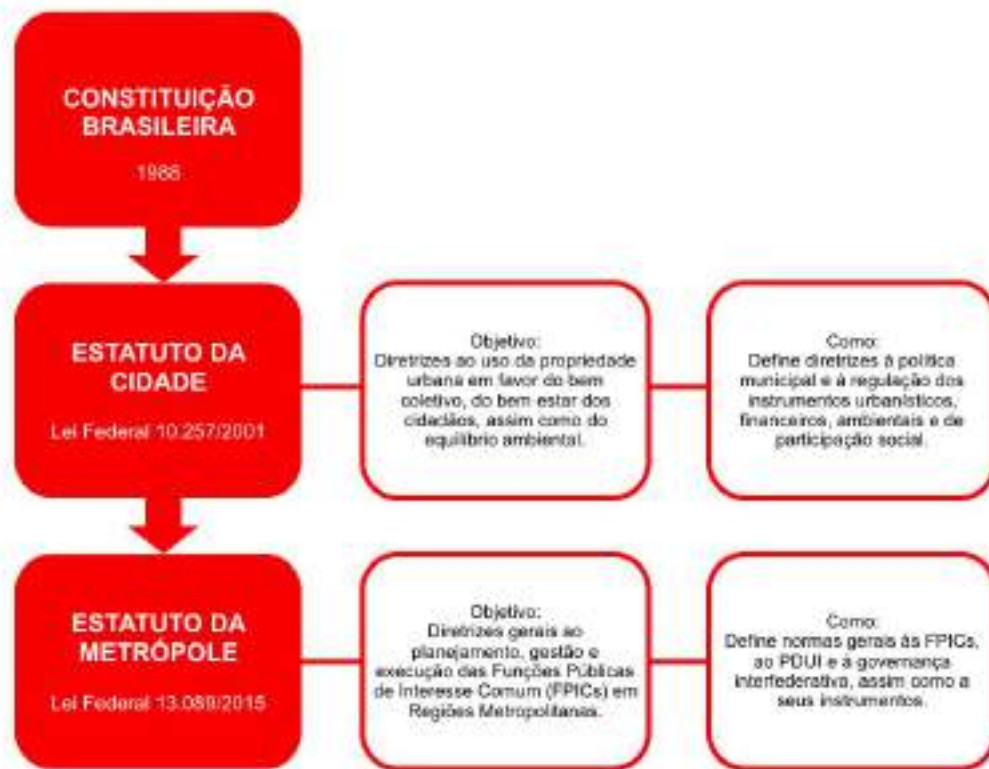 CONSTITUIÇÃO
BRASILEIRA
1988
ESTATUTO DA
CIDADE
Lei Federal 10.257/2001
Objetivo:
Diretrizes ao uso da propriedade
urbana em favor do bem
coletivo, do bem estar dos
cidadãos, assim como do
equilíbrio ambiental.
Como:
Define diretrizes à política
municipal e à regulação dos
instrumentos urbanísticos,
financeiros, ambientais e de
participação social.
ESTATUTO DA
METRÓPOLE
Lei Federal 13.089/2015
Objetivo:
Diretrizes gerais ao
planejamento, gestão e
execução das Funções Públicas
de Interesse Comum (FPICs) em
Regiões Metropolitanas.
Como:
Define normas gerais às FPICs,
ao PDUI e à governança
interfederativa, assim como a
seus instrumentos.